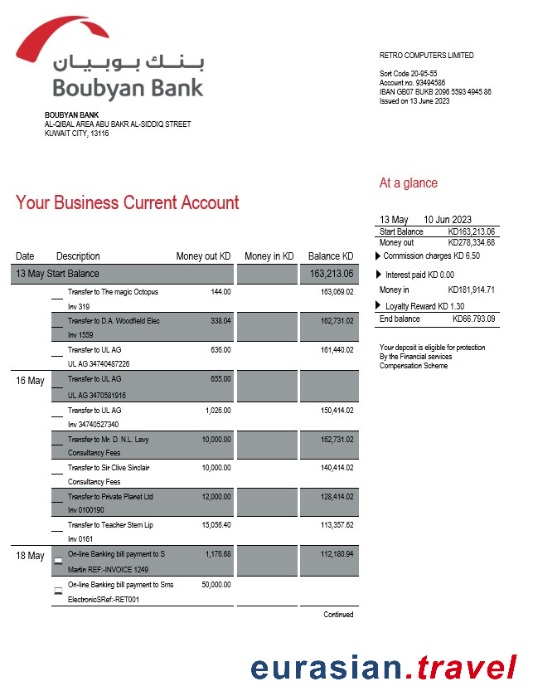 بنك بوبيان
Boubyan Bank
BOUBYAN BANK
AL-QIBAL AREA ABU BAKR AL-SIDDIQ STREET
KUWAIT CITY, 13116
RETRO COMPUTERS LIMITED
Sort Code 20-95-55
Account no. 93494586
IBAN GB07 BUKB 2096 5593 4945 86
Issued on 13 June 2023
At a glance
13 May 10 Jun 2023
Start Balance KD163,213.06
Money out KD278,334.68
Commission charges KD 6.50
Interest paid KD 0.00
Money in KD181,914.71
Loyalty Reward KD 1.30
End balance KD66.793.09
Your deposit is eligible for protection
By the Financial services
Compensation Scheme
Your Business Current Account
Date Description Money out KD Money in KD Balance KD
13 May Start Balance 163,213.06
Transfer to The magic Octopus 144.00 163,069.02
Inv 319
Transfer to D.A. Woodfield Elec 338.04 162,731.02
Inv 1559
Transfer to UL AG 636.00 161,440.02
UL AG 34740487226
16 May Transfer to UL AG 655.00
UL AG 3470581916
Transfer to UL AG 1,026.00 150,414.02
Inv 34740527340
Transfer to Mr. D. N.L. Levy 10,000.00 162,731.02
Consultancy Fees
Transfer to Sir Clive Sinclair 10,000.00 140,414.02
Consultancy Fees
Transfer to Private Planet Ltd 12,000.00 128,414.02
Inv 0100190
Transfer to Teacher Stem Lip 15,056.40 113,357.62
Inv 0161
18 May On-line Banking bill payment to S 1,176.68 112,180.94
Martin REF:-INVOICE 1249
On-line Banking bill payment to Sms 50,000.00
ElectronicSRef:-RET001
Continued
eurasian.travel